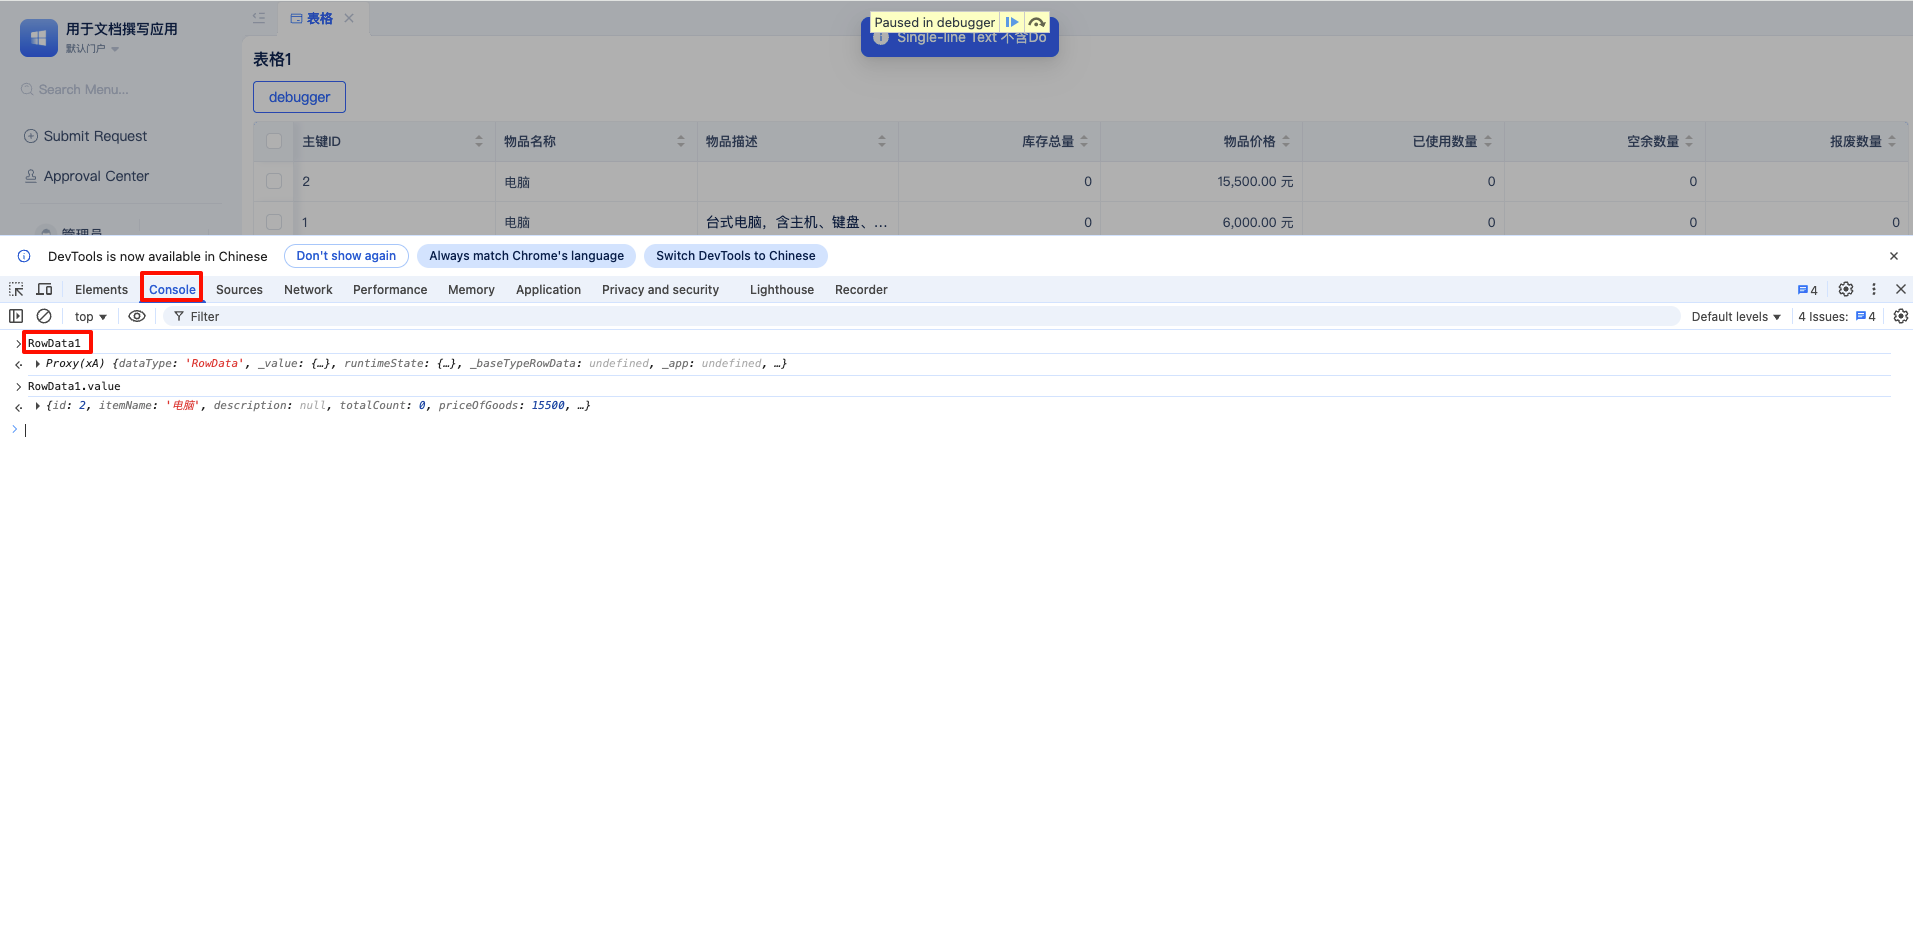 用于文档撰写应用
默认门户
Search Menu...
Submit Request
Approval Center
管理员
表格
Paused in debugger
Single-line Text 不含Do
表格1
debugger
主键ID 物品名称 物品描述 库存总量 物品价格 已使用数量 空余数量 报废数量
2 电脑 0 15,500.00 元 0 0
1 电脑 台式电脑，含主机、键盘、... 0 6,000.00 元 0 0 0
DevTools is now available in Chinese Don't show again Always match Chrome's language Switch DevTools to Chinese
Elements Console Sources Network Performance Memory Application Privacy and security Lighthouse Recorder 4
top Filter Default levels 4 Issues: 4
RowData1
Proxy(xA) {dataType: 'RowData', _value: {…}, runtimeState: {…}, _baseTypeRowData: undefined, _app: undefined, …}
RowData1.value
{id: 2, itemName: '电脑', description: null, totalCount: 0, priceOfGoods: 15500, …}